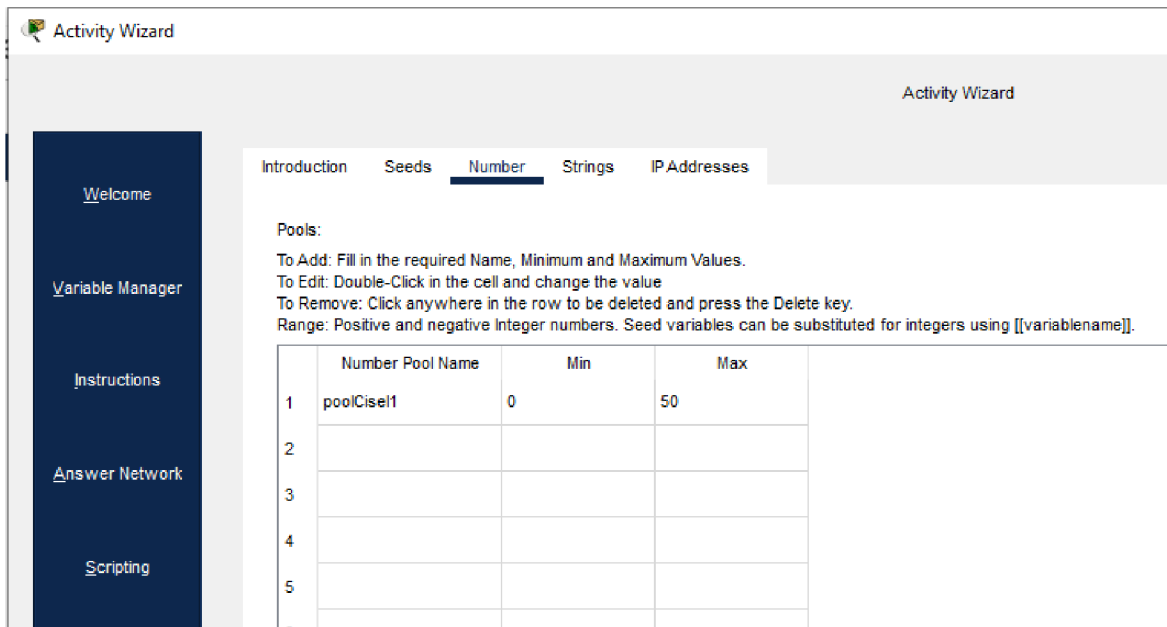 Activity Wizard
Activity Wizard
Welcome
Variable Manager
Instructions
Answer Network
Scripting
Introduction Seeds Number Strings IP Addresses
Pools:
To Add: Fill in the required Name, Minimum and Maximum Values.
To Edit: Double-Click in the cell and change the value
To Remove: Click anywhere in the row to be deleted and press the Delete key.
Range: Positive and negative Integer numbers. Seed variables can be substituted for integers using [[variablename]].
Number Pool Name Min Max
1 poolCisel1 0 50
2
3
4
5